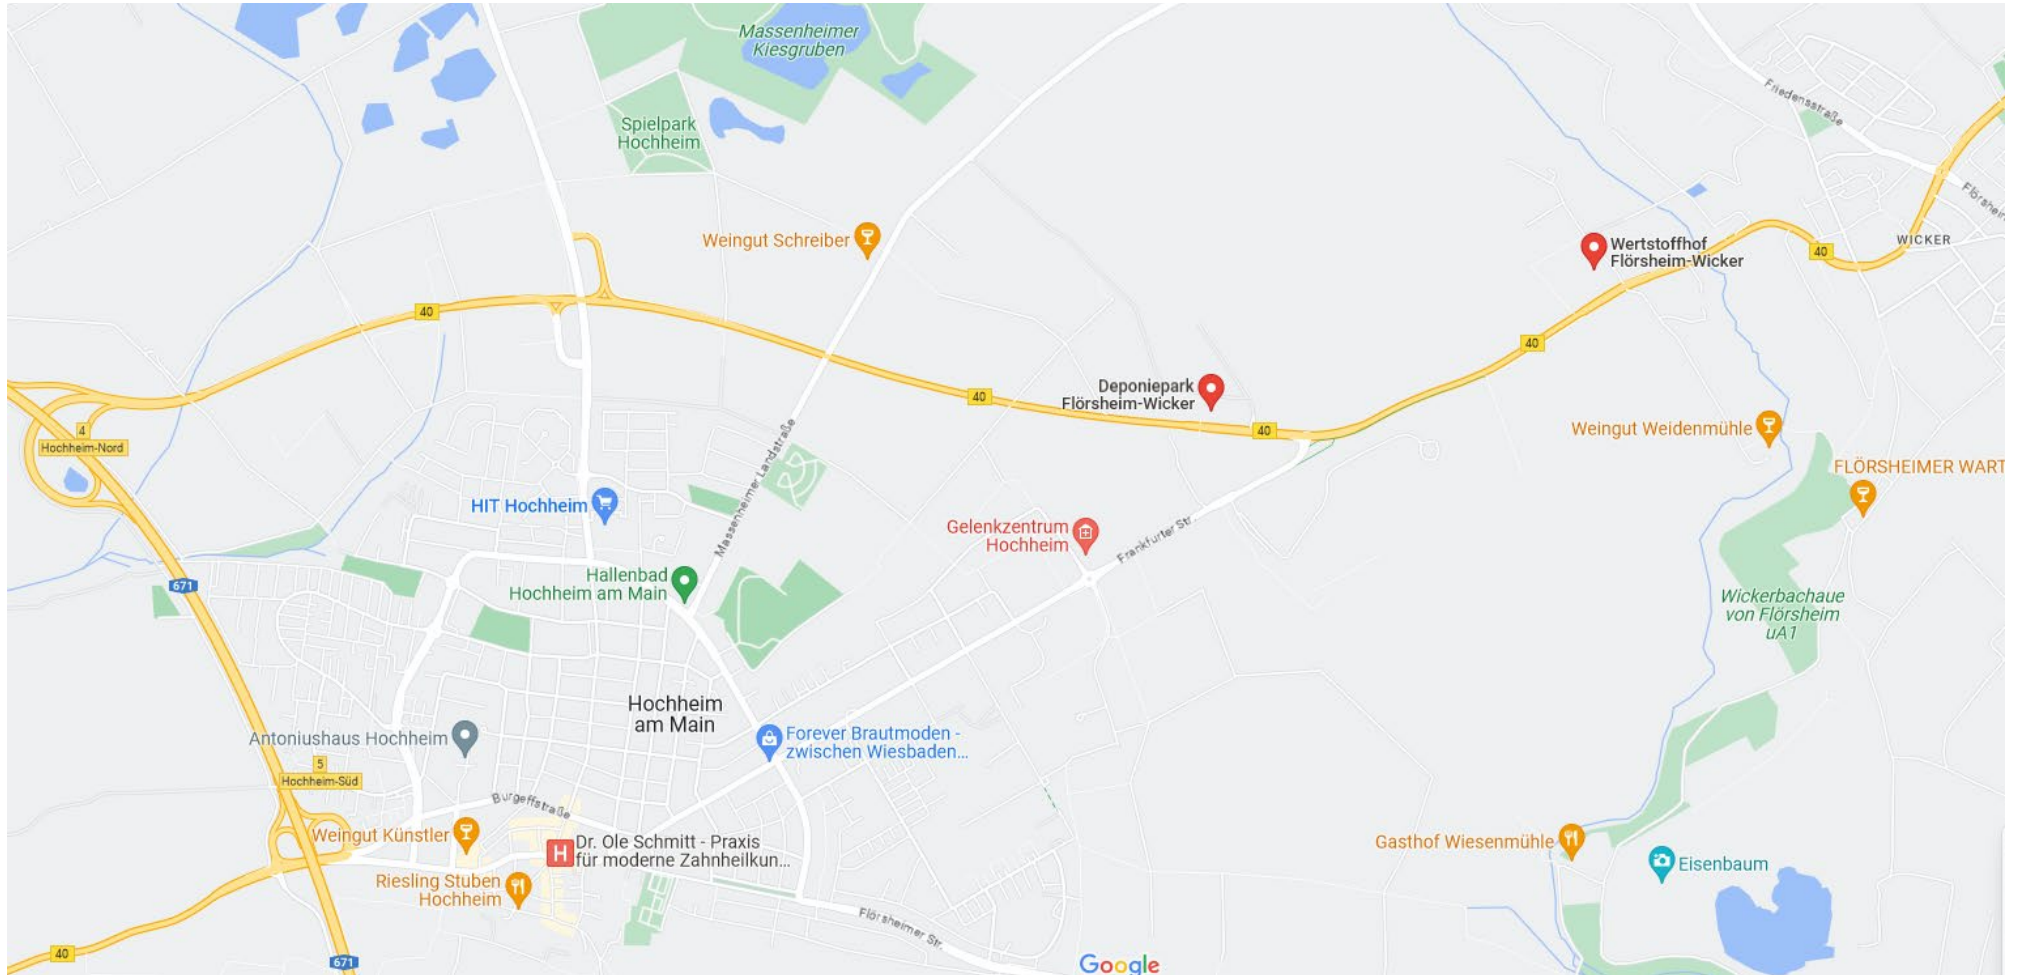 Massenheimer
Kiesgruben
Friedensstraße
Spielpark
Hochheim
Flörsheim
Weingut Schreiber
Wertstoffhof
Flörsheim-Wicker
WICKER
40
40
40
40
Deponiepark
Flörsheim-Wicker
40
4
Hochheim-Nord
40
Weingut Weidenmühle
FLÖRSHEIMER WART
HIT Hochheim
Massenheimer Landstraße
Gelenkzentrum
Hochheim
Frankfurter Str.
671
Hallenbad
Hochheim am Main
Wickerbachaue
von Flörsheim
uA1
Hochheim
am Main
Antoniushaus Hochheim
Forever Brautmoden -
zwischen Wiesbaden...
5
Hochheim-Süd
Burgeffstraße
Weingut Künstler
Dr. Ole Schmitt - Praxis
für moderne Zahnheilkun...
H
Gasthof Wiesenmühle
Eisenbaum
Riesling Stuben
Hochheim
Flörsheimer Str.
40
671
Google